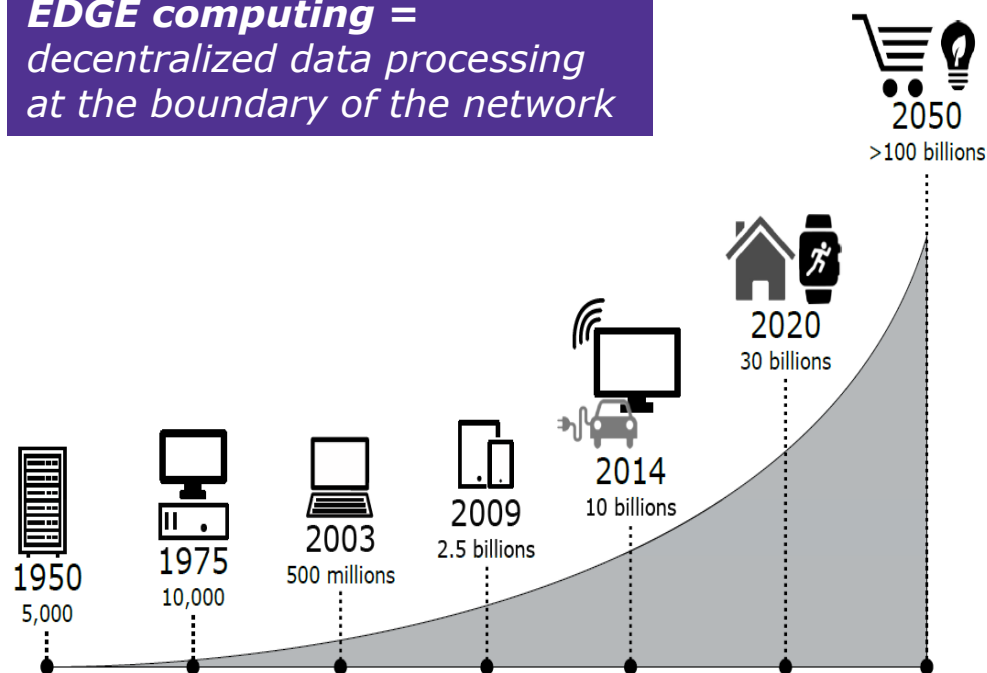 EDGE computing =
decentralized data processing
at the boundary of the network
2050
>100 billions
2020
30 billions
2014
10 billions
2009
2.5 billions
2003
500 millions
1975
10,000
1950
5,000